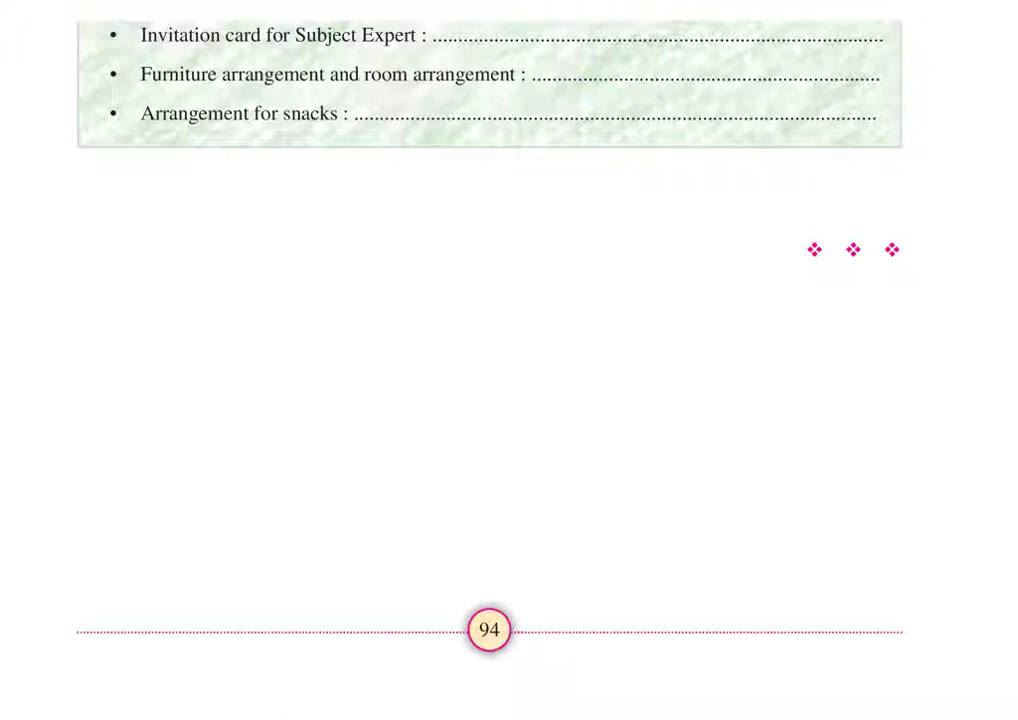 • Invitation card for Subject Expert : ........................................................................................
• Furniture arrangement and room arrangement : ....................................................................
• Arrangement for snacks : ......................................................................................................
❖ ❖ ❖
94